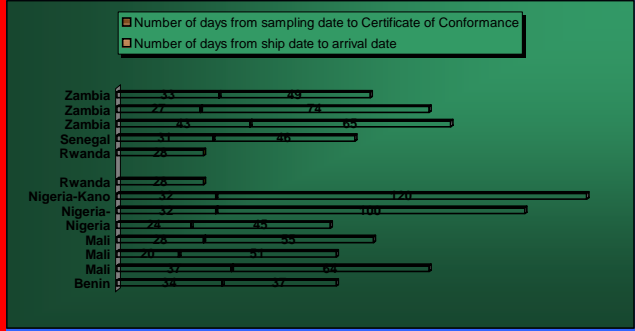 Number of days from sampling date to Certificate of Conformance
Number of days from ship date to arrival date
Zambia 33 49
Zambia 27 74
Zambia 43 65
Senegal 31 46
Rwanda 28
Rwanda 28
Nigeria-Kano 32 120
Nigeria- 32 100
Nigeria 24 45
Mali 28 55
Mali 20 51
Mali 37 64
Benin 34 37